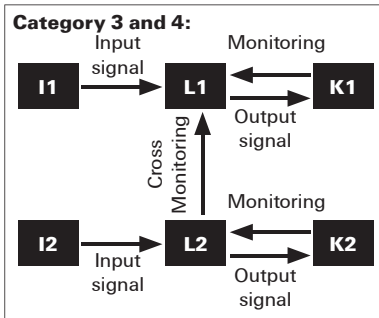 Category 3 and 4:
Input
signal
Monitoring
I1
L1
K1
Output
signal
Cross
Monitoring
Monitoring
I2
L2
K2
Input
signal
Output
signal